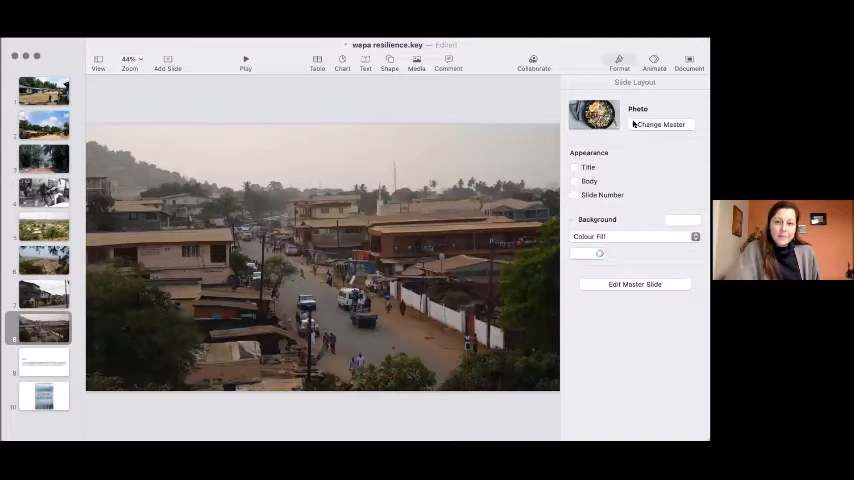 wapa resilience.key — Edited
44%
View Zoom Add Slide Play Table Chart Text Shape Media Comment Collaborate Format Animate Document
Slide Layout
Photo
Change Master
Appearance
Title
Body
Slide Number
Background
Colour Fill
Edit Master Slide
1
2
3
4
5
6
7
8
9
10